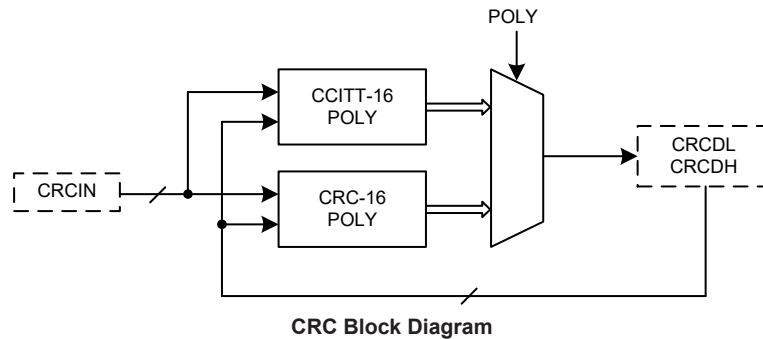 POLY
CCITT-16
POLY
CRCDL
CRCDH
CRCIN
CRC-16
POLY
CRC Block Diagram